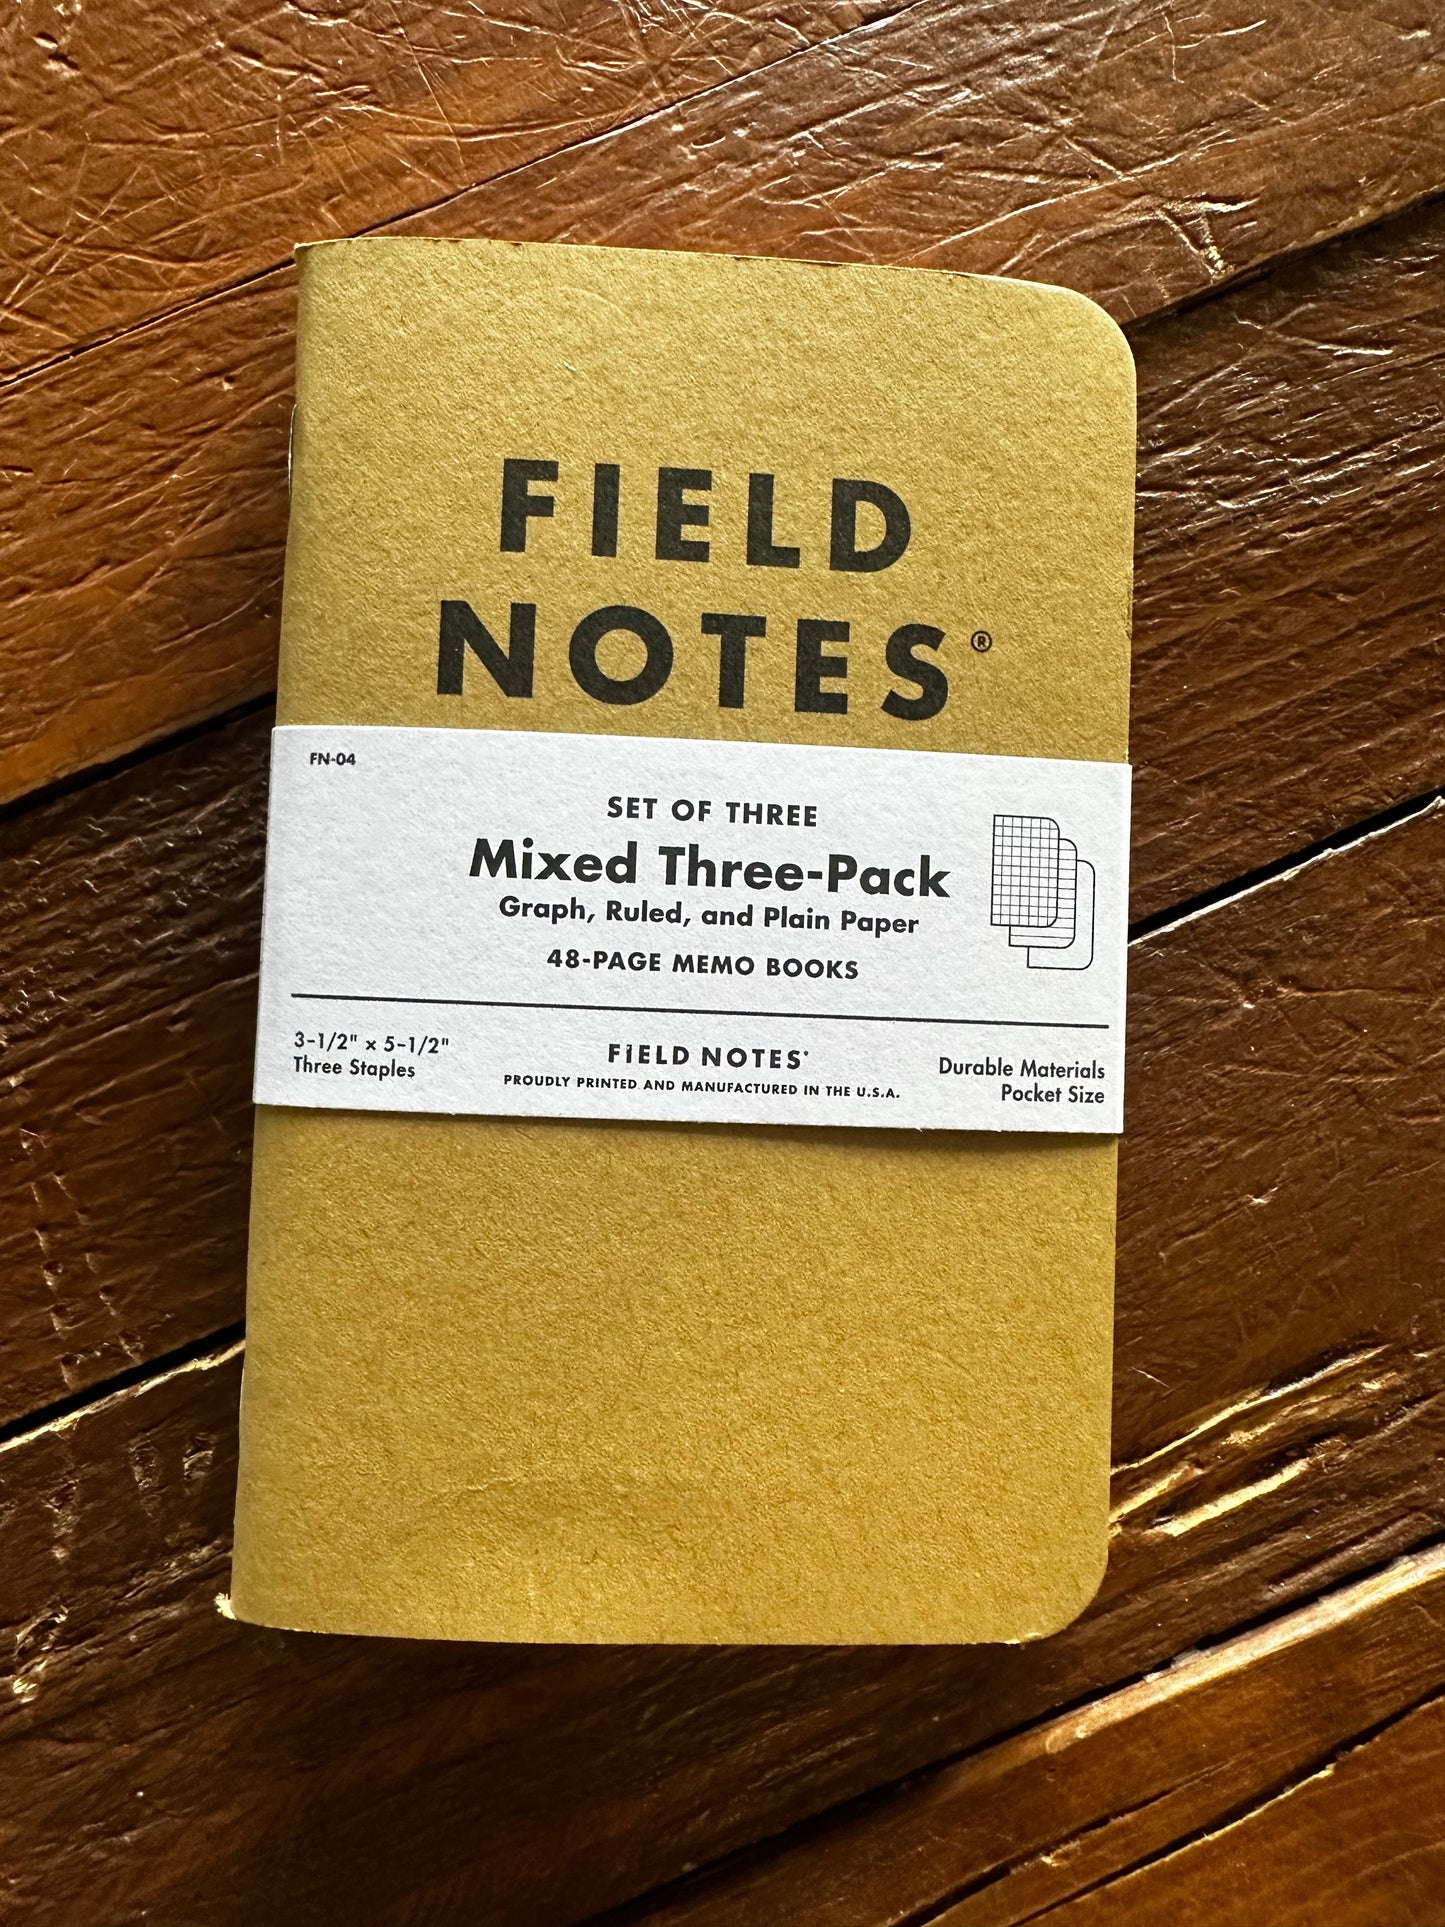 FIELD
NOTES®
FN-04
SET OF THREE
Mixed Three-Pack
Graph, Ruled, and Plain Paper
48-PAGE MEMO BOOKS
3-1/2" x 5-1/2"
Three Staples
FIELD NOTES®
PROUDLY PRINTED AND MANUFACTURED IN THE U.S.A.
Durable Materials
Pocket Size